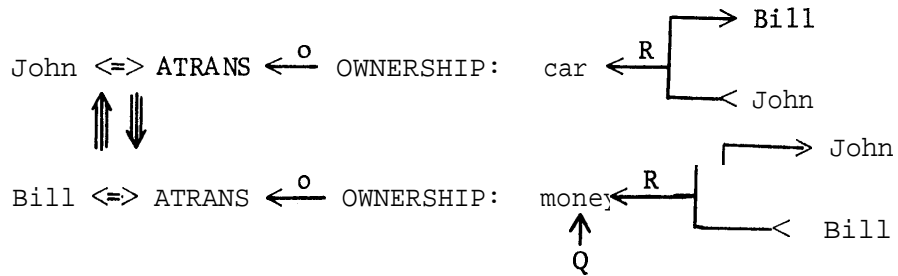 Bill
John <=> ATRANS o OWNERSHIP: car R
John
John
Bill <=> ATRANS o OWNERSHIP: money R
Bill
Q